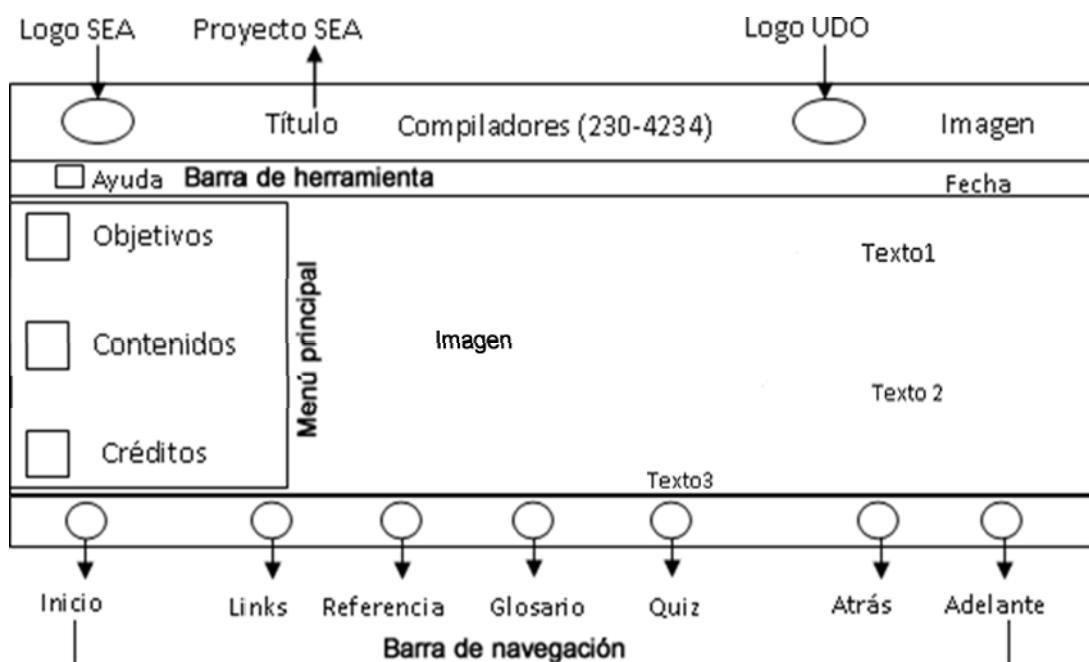 Logo SEA Proyecto SEA Logo UDO
Título Compiladores (230-4234) Imagen
Ayuda Barra de herramienta Fecha
Objetivos
Contenidos
Créditos
Menú principal
Imagen
Texto1
Texto 2
Texto3
Inicio Links Referencia Glosario Quiz Atrás Adelante
Barra de navegación